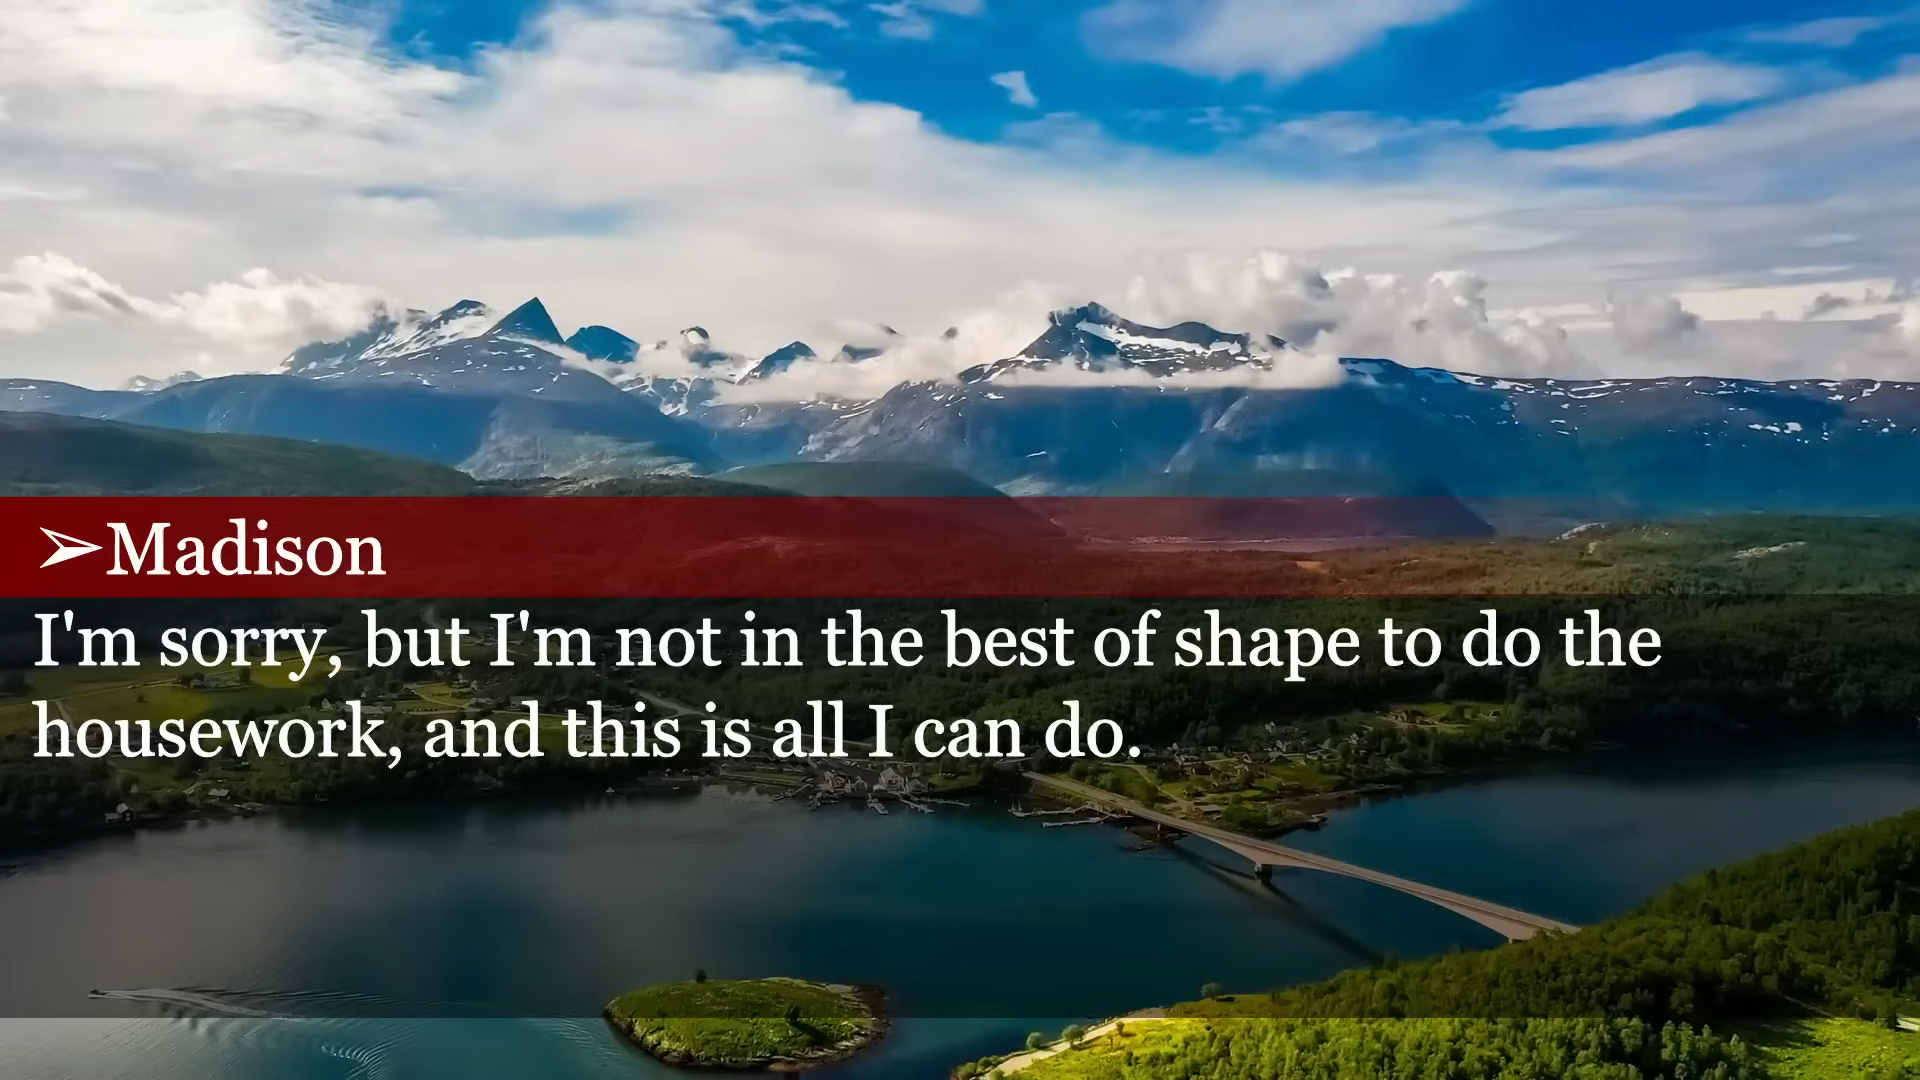 ➢Madison
I'm sorry, but I'm not in the best of shape to do the
housework, and this is all I can do.